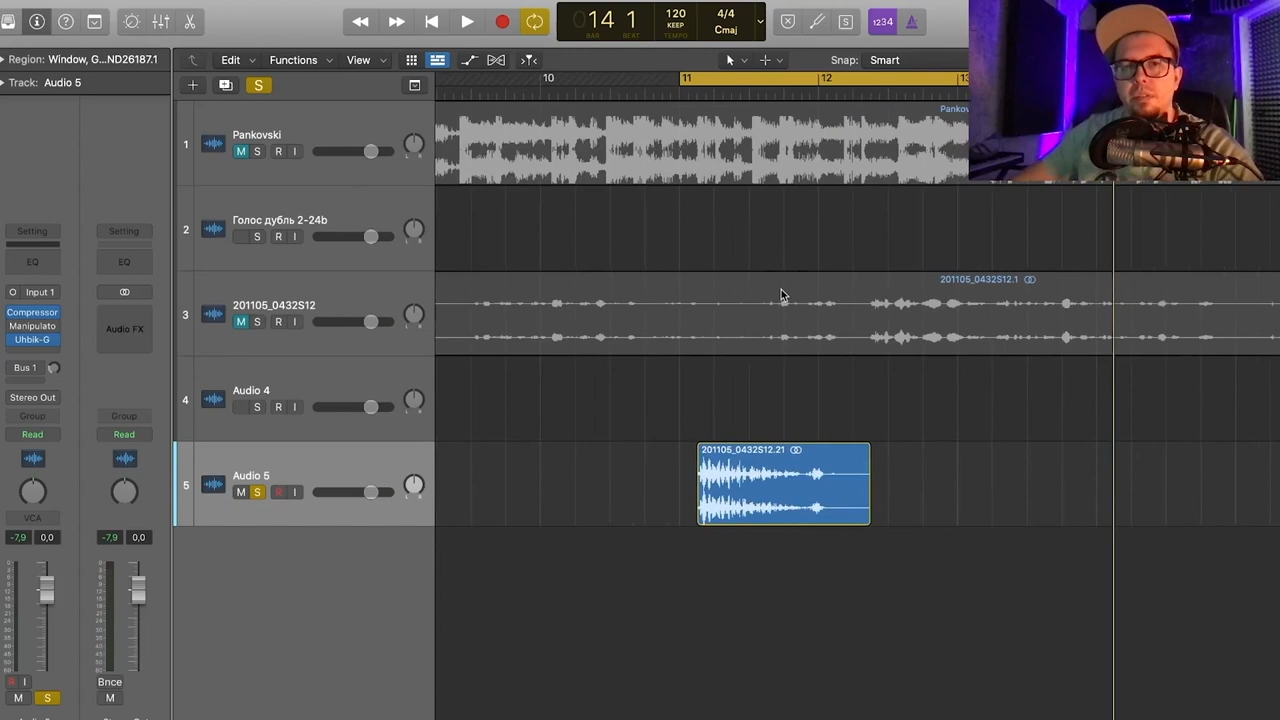 014 1
BAR BEAT
120
KEEP
TEMPO
4/4
Cmaj
S
1234
Region: Window, G...ND26187.1
Edit
Functions
View
Snap: Smart
Track: Audio 5
S
10
11
12
13
1
Pankovski
M S R I
L R
Pankov
2
Голос дубль 2-24b
S R I
L R
3
201105_0432S12
M S R I
L R
201105_0432S12.1
4
Audio 4
S R I
L R
5
Audio 5
M S R I
L R
201105_0432S12.21
Setting
Setting
EQ
EQ
Input 1
Compressor
Manipulato
Uhbik-G
Audio FX
Bus 1
Stereo Out
Group
Group
Read
Read
VCA
-7,9 0,0
-7,9 0,0
R I
Bnce
M S
M